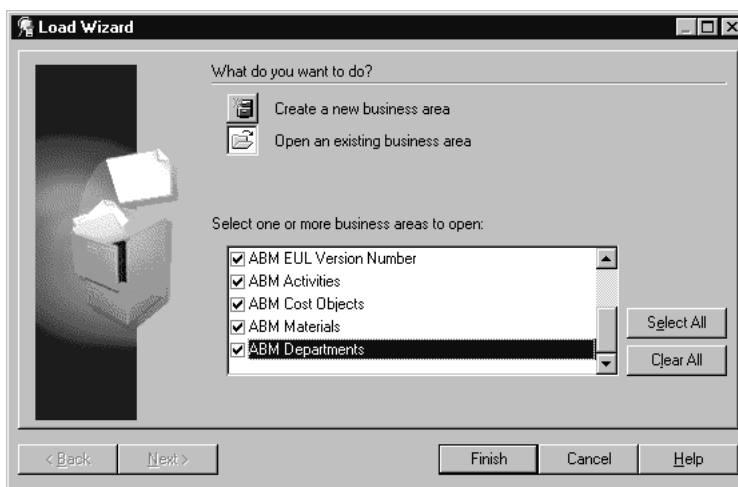 Load Wizard
What do you want to do?
Create a new business area
Open an existing business area
Select one or more business areas to open:
ABM EUL Version Number
ABM Activities
ABM Cost Objects
ABM Materials
ABM Departments
Select All
Clear All
< Back
Next >
Finish
Cancel
Help